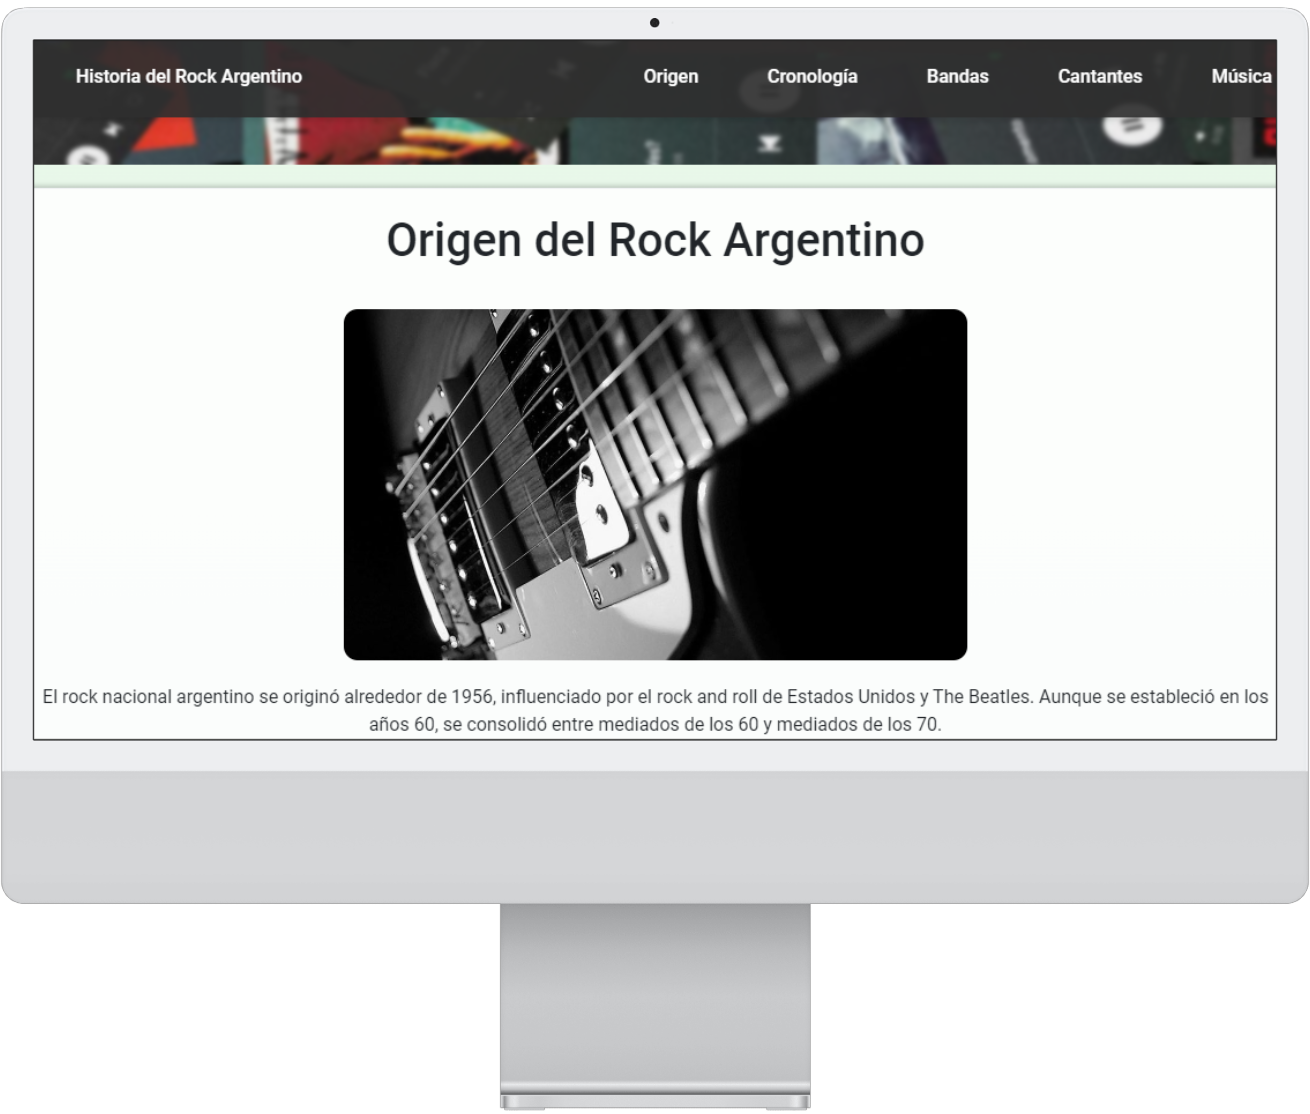 Historia del Rock Argentino Origen Cronología Bandas Cantantes Música
Origen del Rock Argentino
El rock nacional argentino se originó alrededor de 1956, influenciado por el rock and roll de Estados Unidos y The Beatles. Aunque se estableció en los
años 60, se consolidó entre mediados de los 60 y mediados de los 70.